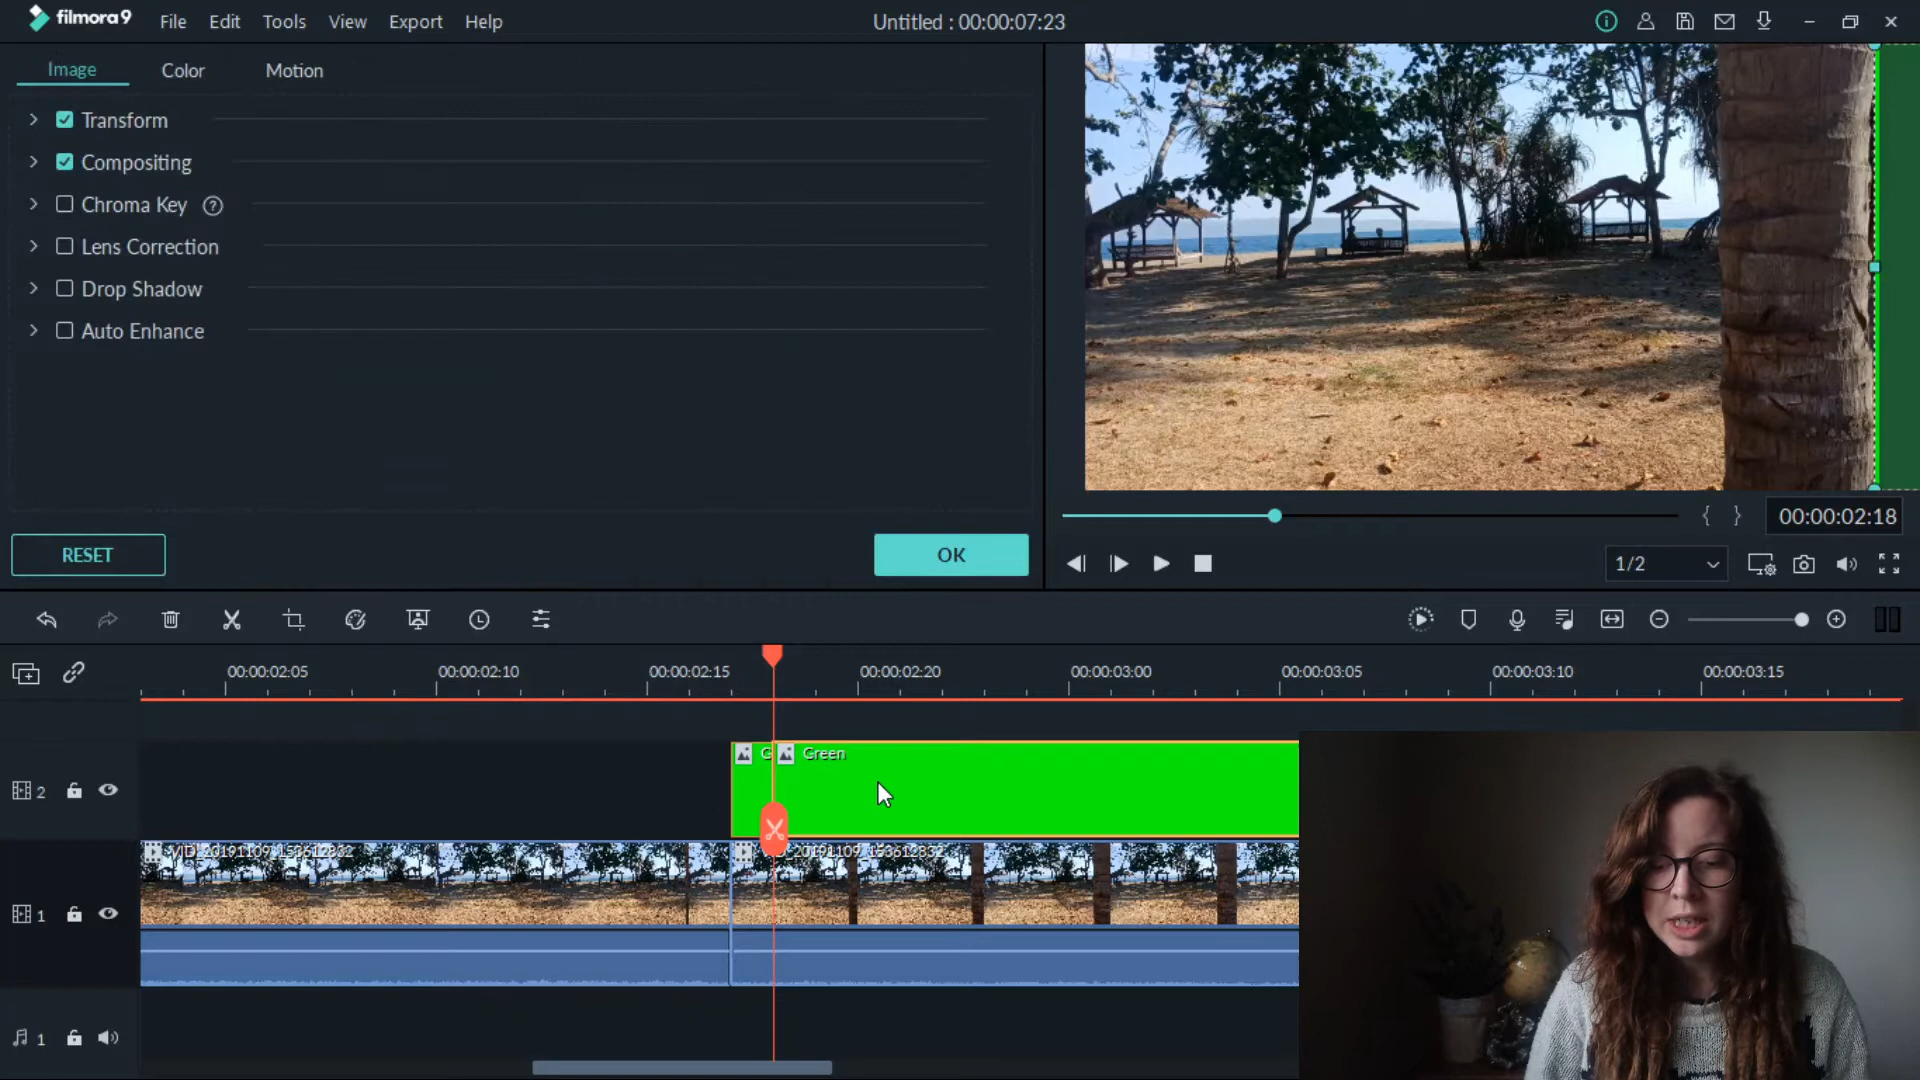 filmora9
File Edit Tools View Export Help
Untitled : 00:00:07:23
Image Color Motion
Transform
Compositing
Chroma Key ?
Lens Correction
Drop Shadow
Auto Enhance
RESET
OK
{ } 00:00:02:18
1/2
00:00:02:05 00:00:02:10 00:00:02:15 00:00:02:20 00:00:03:00 00:00:03:05 00:00:03:10 00:00:03:15
G Green
2
VID_20191109_153612832
20191109_153612832
1
1